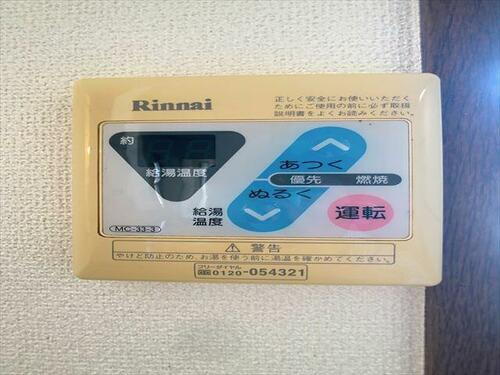 Rinnai
正しく安全にお使いいただく
ためにご使用の前に必ず取扱
説明書をよくお読みください。
約
給湯温度
あつく
優先 燃焼
ぬるく
給湯
温度
運転
MC-33-3
警告
やけど防止のため、お湯を使う前に湯温を確かめてください。
フリーダイヤル
0120-054321